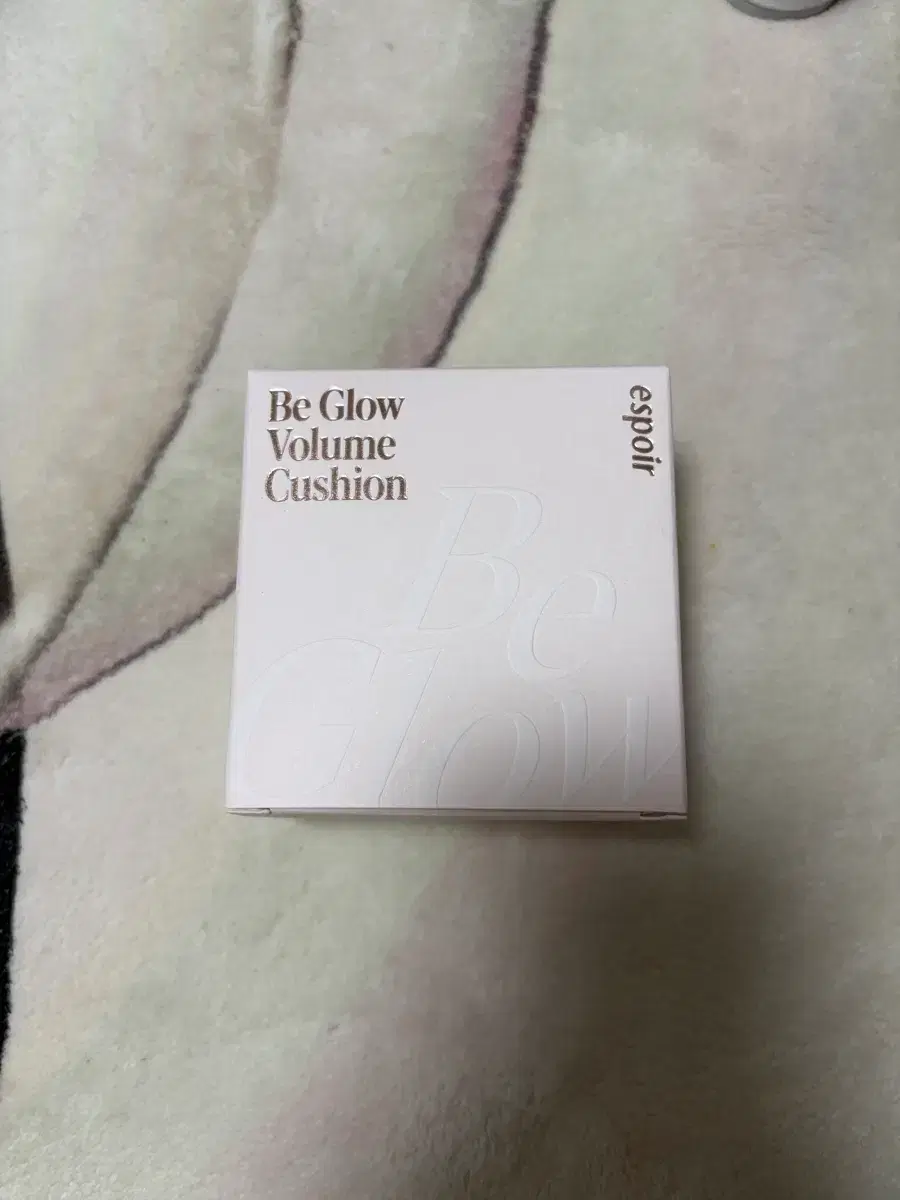 Be Glow
Volume
Cushion
espoir
Be
Glow